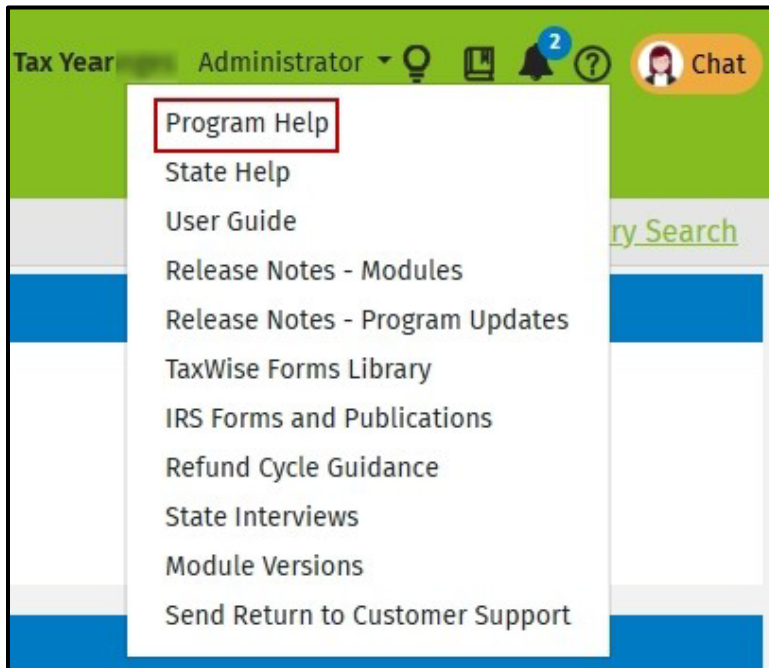 Tax Year Administrator 2 Chat
Program Help
State Help
User Guide
ry Search
Release Notes - Modules
Release Notes - Program Updates
TaxWise Forms Library
IRS Forms and Publications
Refund Cycle Guidance
State Interviews
Module Versions
Send Return to Customer Support